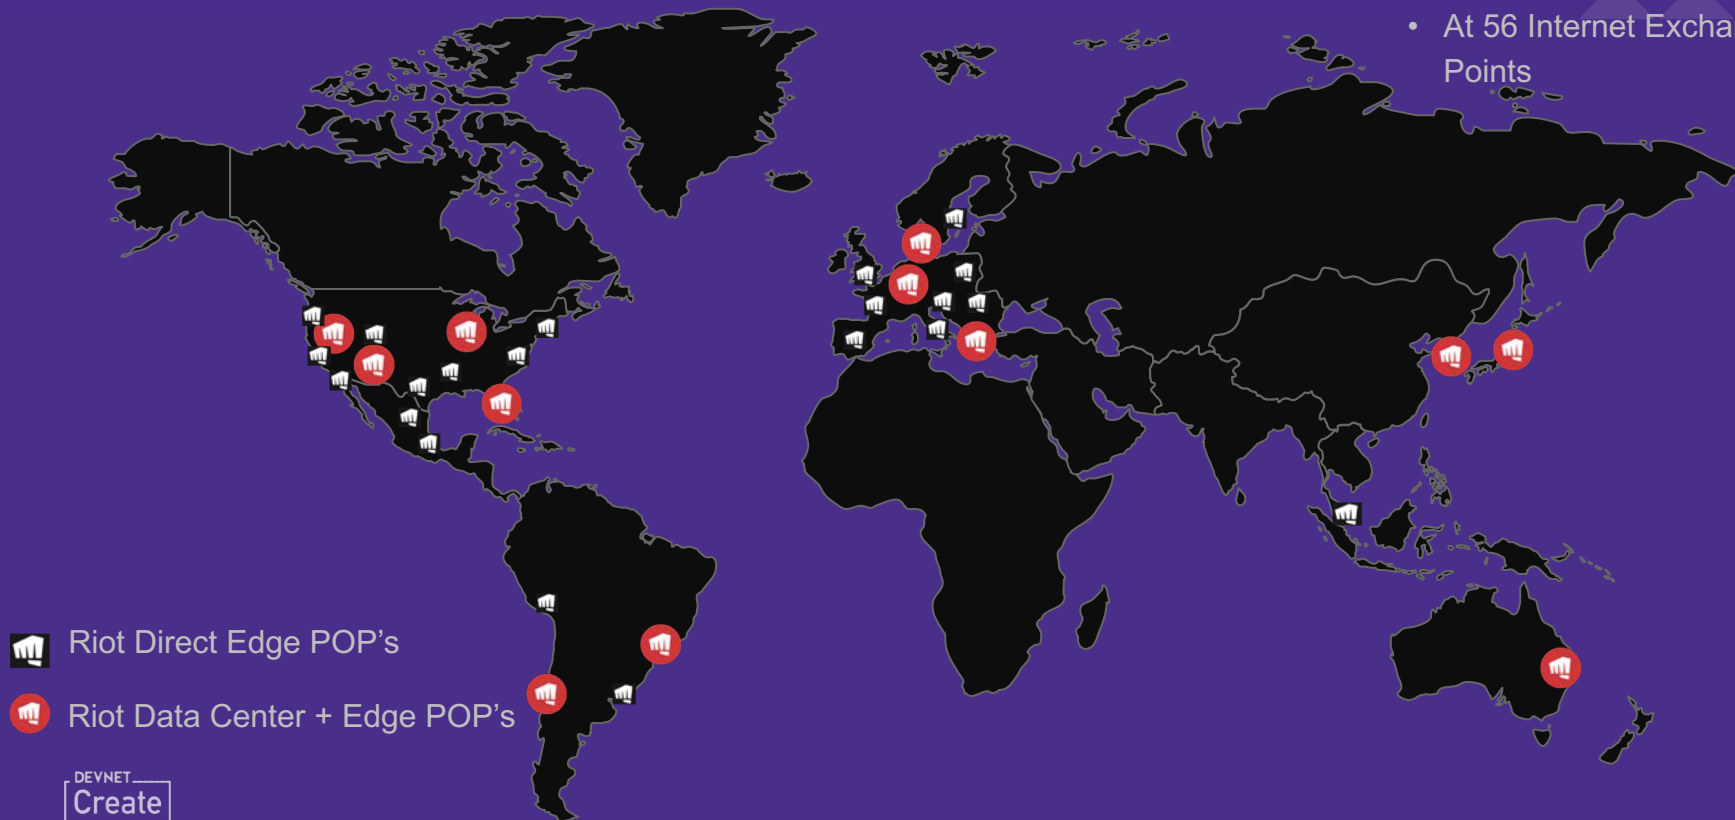 • At 56 Internet Excha
Points
Riot Direct Edge POP’s
Riot Data Center + Edge POP’s
DEVNET
Create